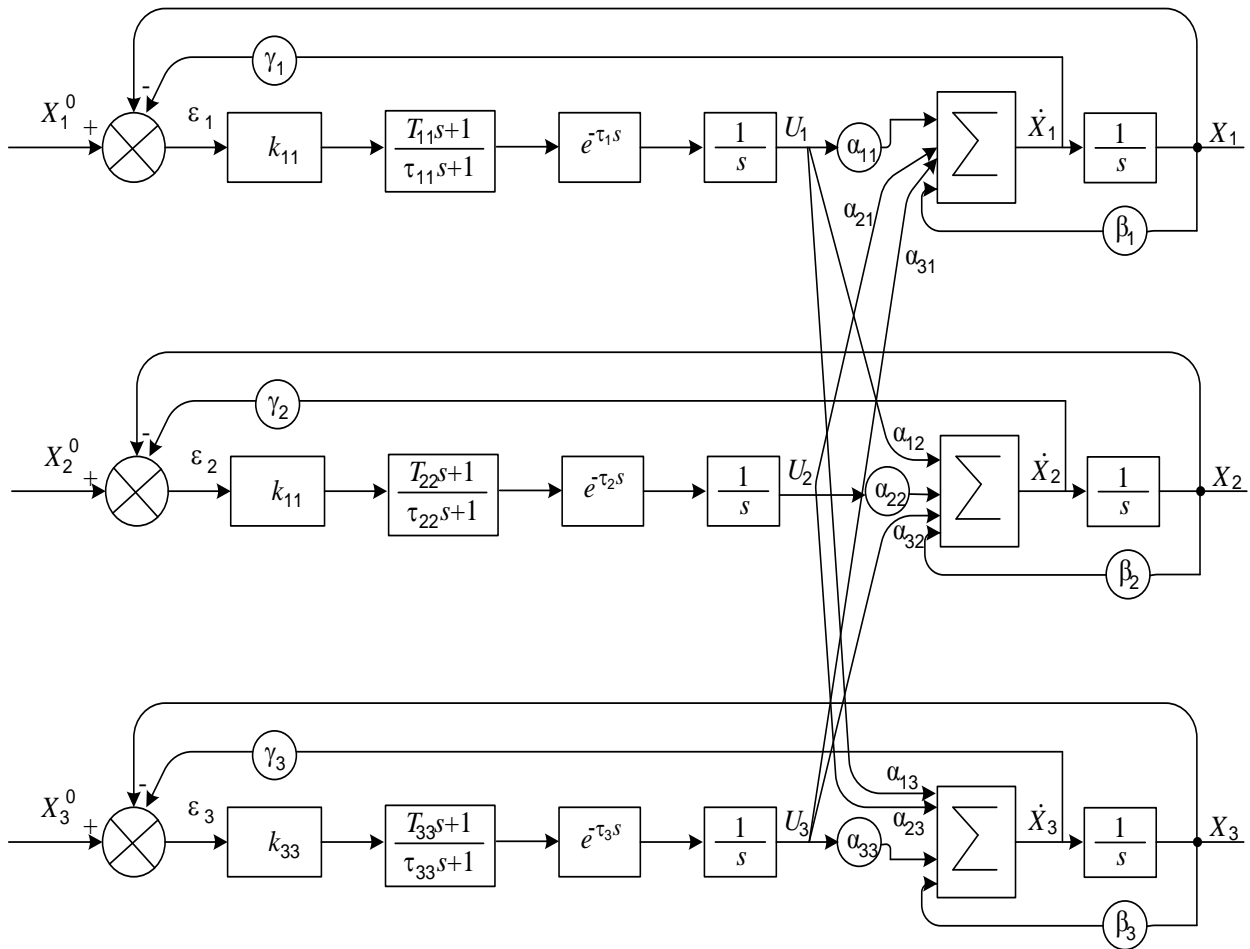 γ1
X1^0 + - ε1 k11 T11s+1 / τ11s+1 e^-τ1s 1/s U1 α11 Σ Ẋ1 1/s X1
α21 β1
α31
γ2
X2^0 + - ε2 k11 T22s+1 / τ22s+1 e^-τ2s 1/s U2 α12 α22 Σ Ẋ2 1/s X2
α32 β2
γ3
X3^0 + - ε3 k33 T33s+1 / τ33s+1 e^-τ3s 1/s U3 α13 α23 α33 Σ Ẋ3 1/s X3
β3